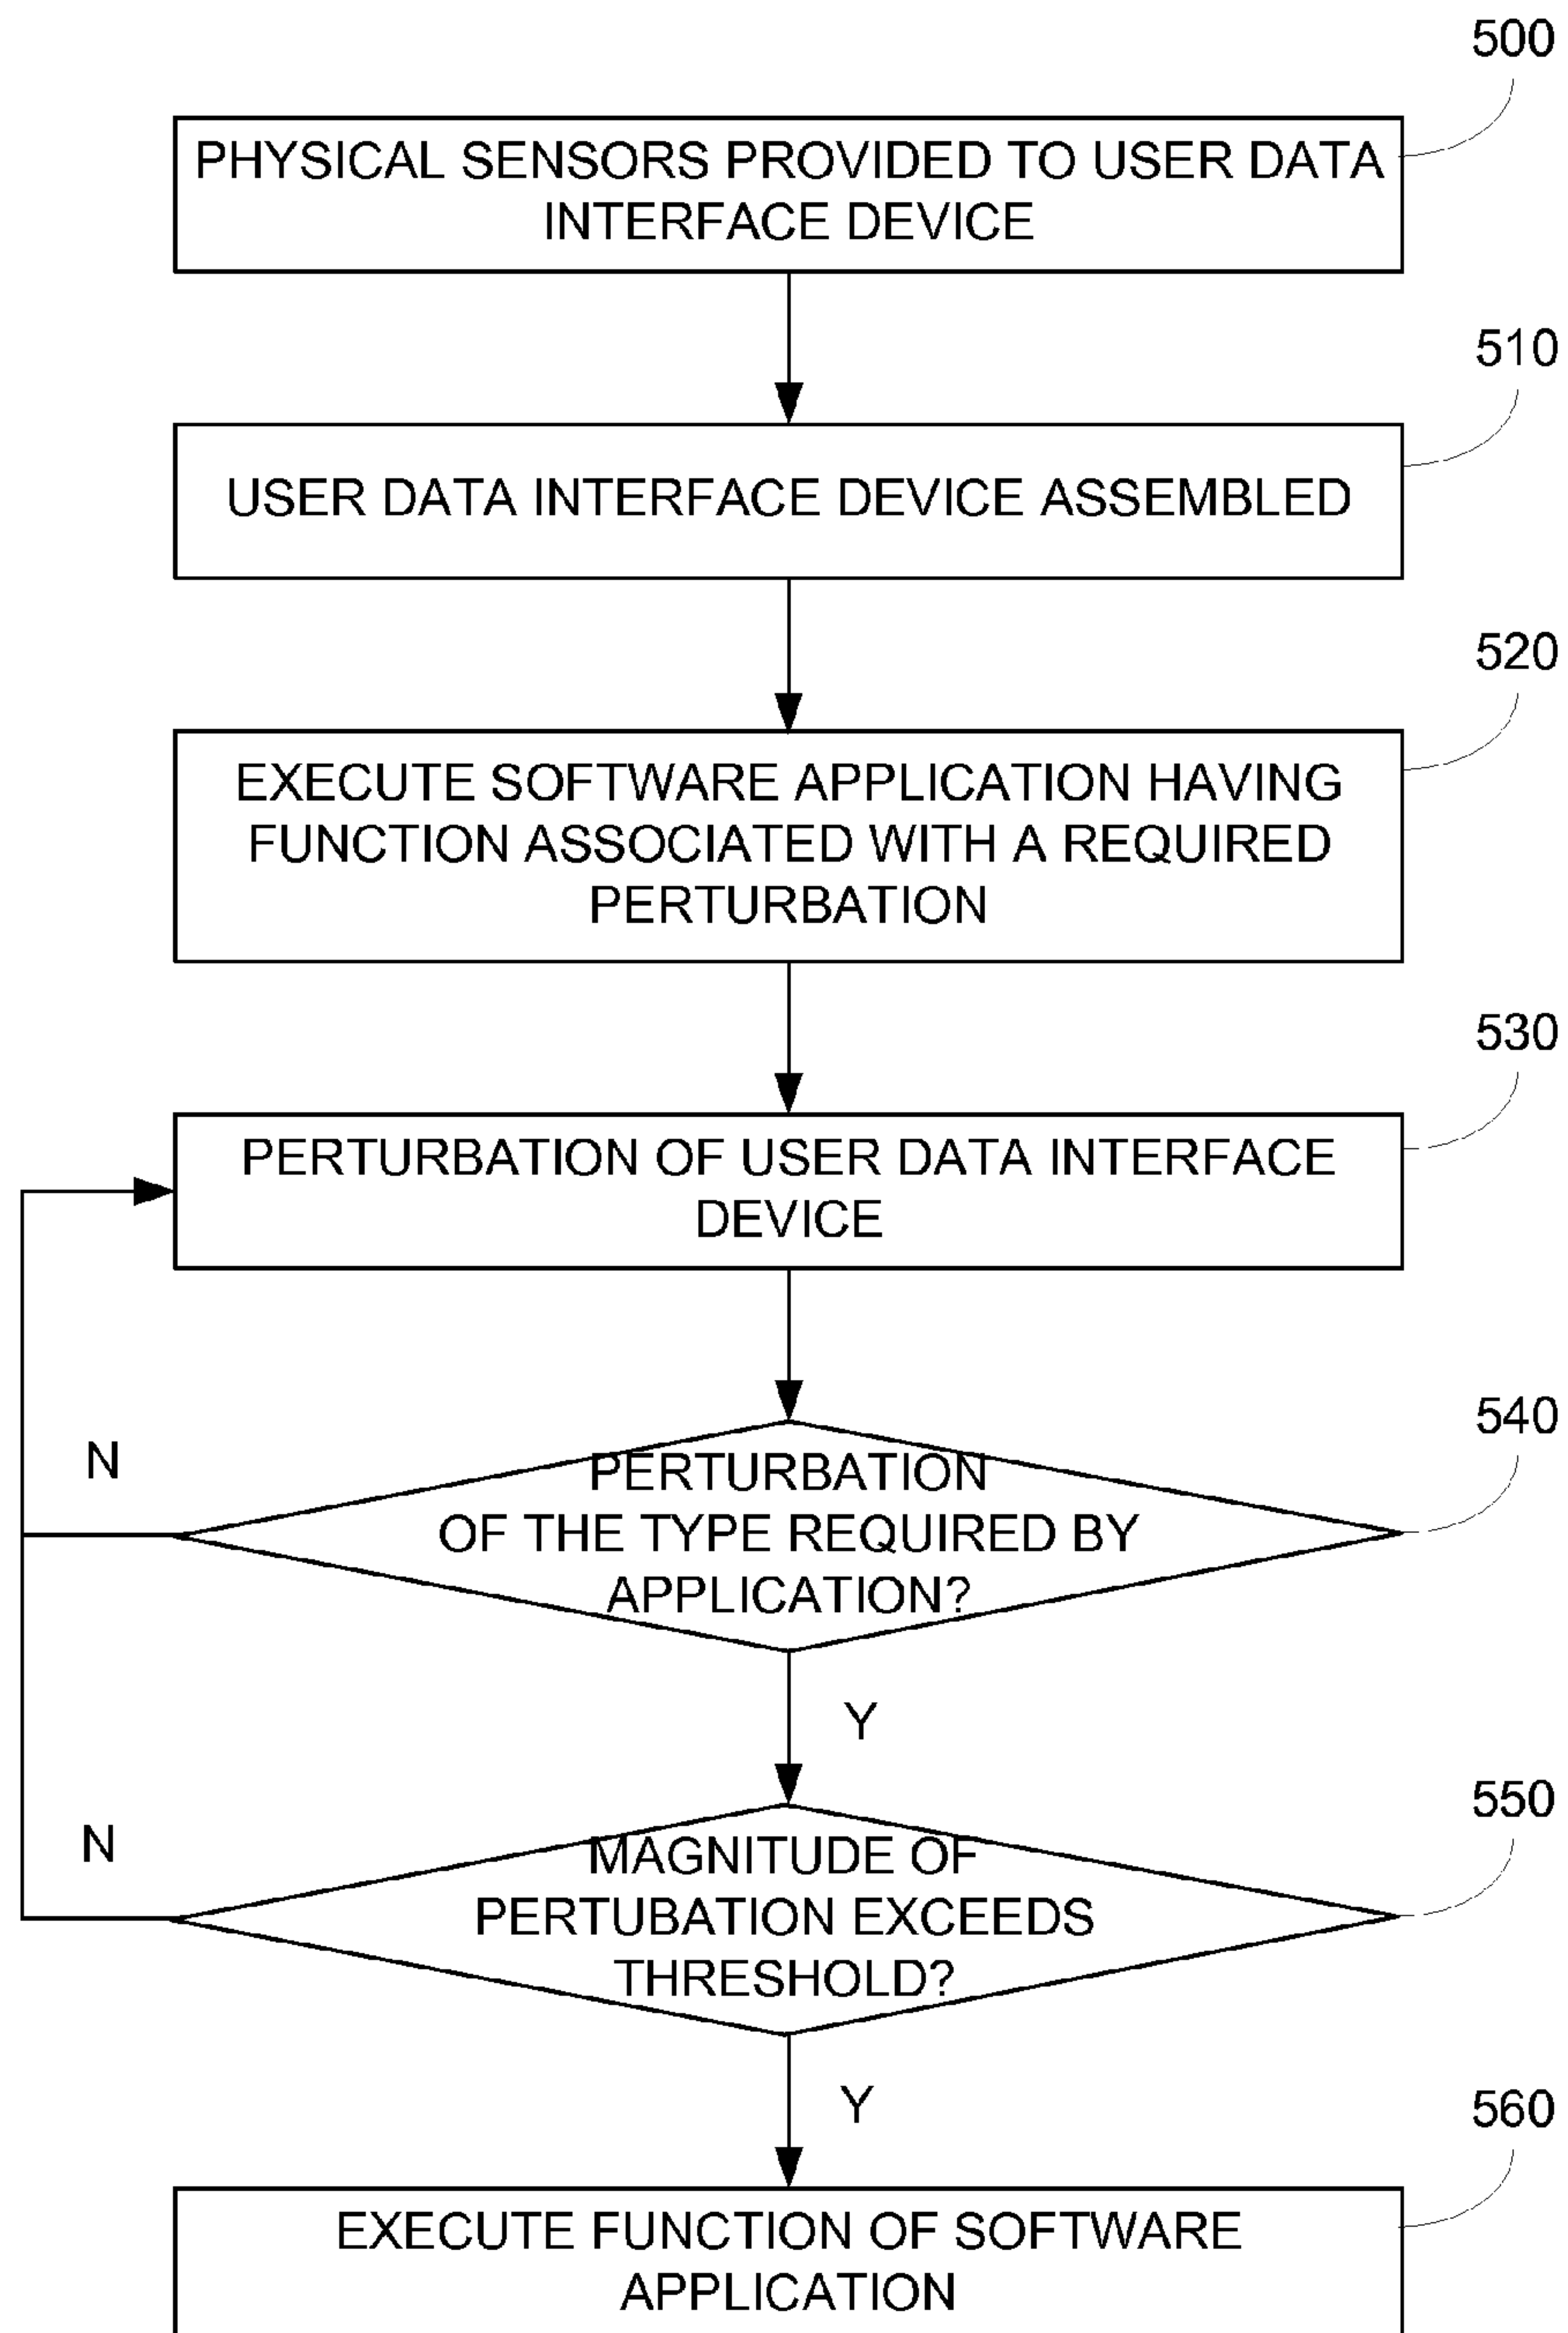 500
PHYSICAL SENSORS PROVIDED TO USER DATA
INTERFACE DEVICE
510
USER DATA INTERFACE DEVICE ASSEMBLED
520
EXECUTE SOFTWARE APPLICATION HAVING
FUNCTION ASSOCIATED WITH A REQUIRED
PERTURBATION
530
PERTURBATION OF USER DATA INTERFACE
DEVICE
540
N
PERTURBATION
OF THE TYPE REQUIRED BY
APPLICATION?
Y
550
N
MAGNITUDE OF
PERTUBATION EXCEEDS
THRESHOLD?
Y
560
EXECUTE FUNCTION OF SOFTWARE
APPLICATION